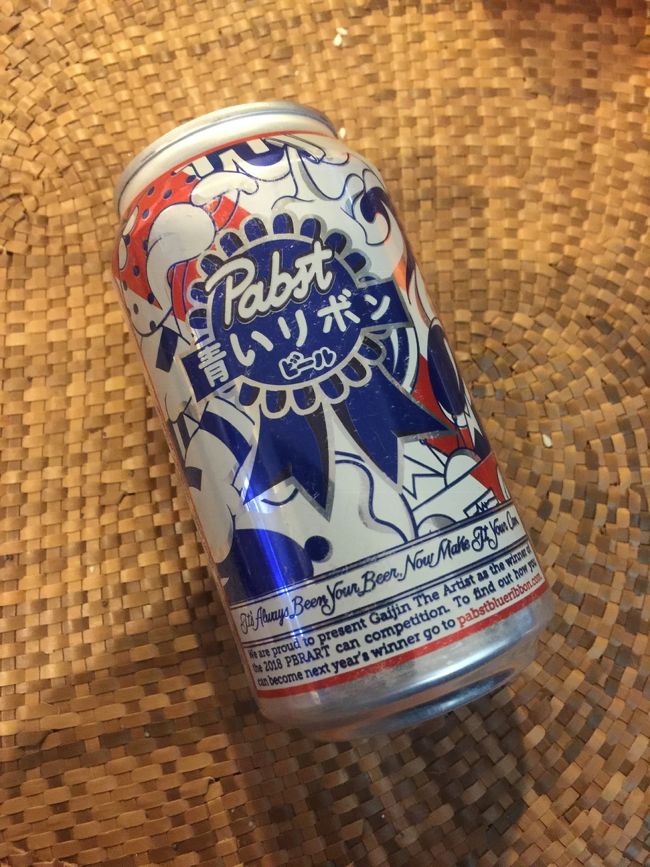 Pabst
青いリボン
ビール
It's Always Been Your Beer. Now Make It Your Can.
We are proud to present Gaijin The Artist as the winner of
the 2018 PBRART can competition. To find out how you
can become next year's winner go to pabstblueribbon.com